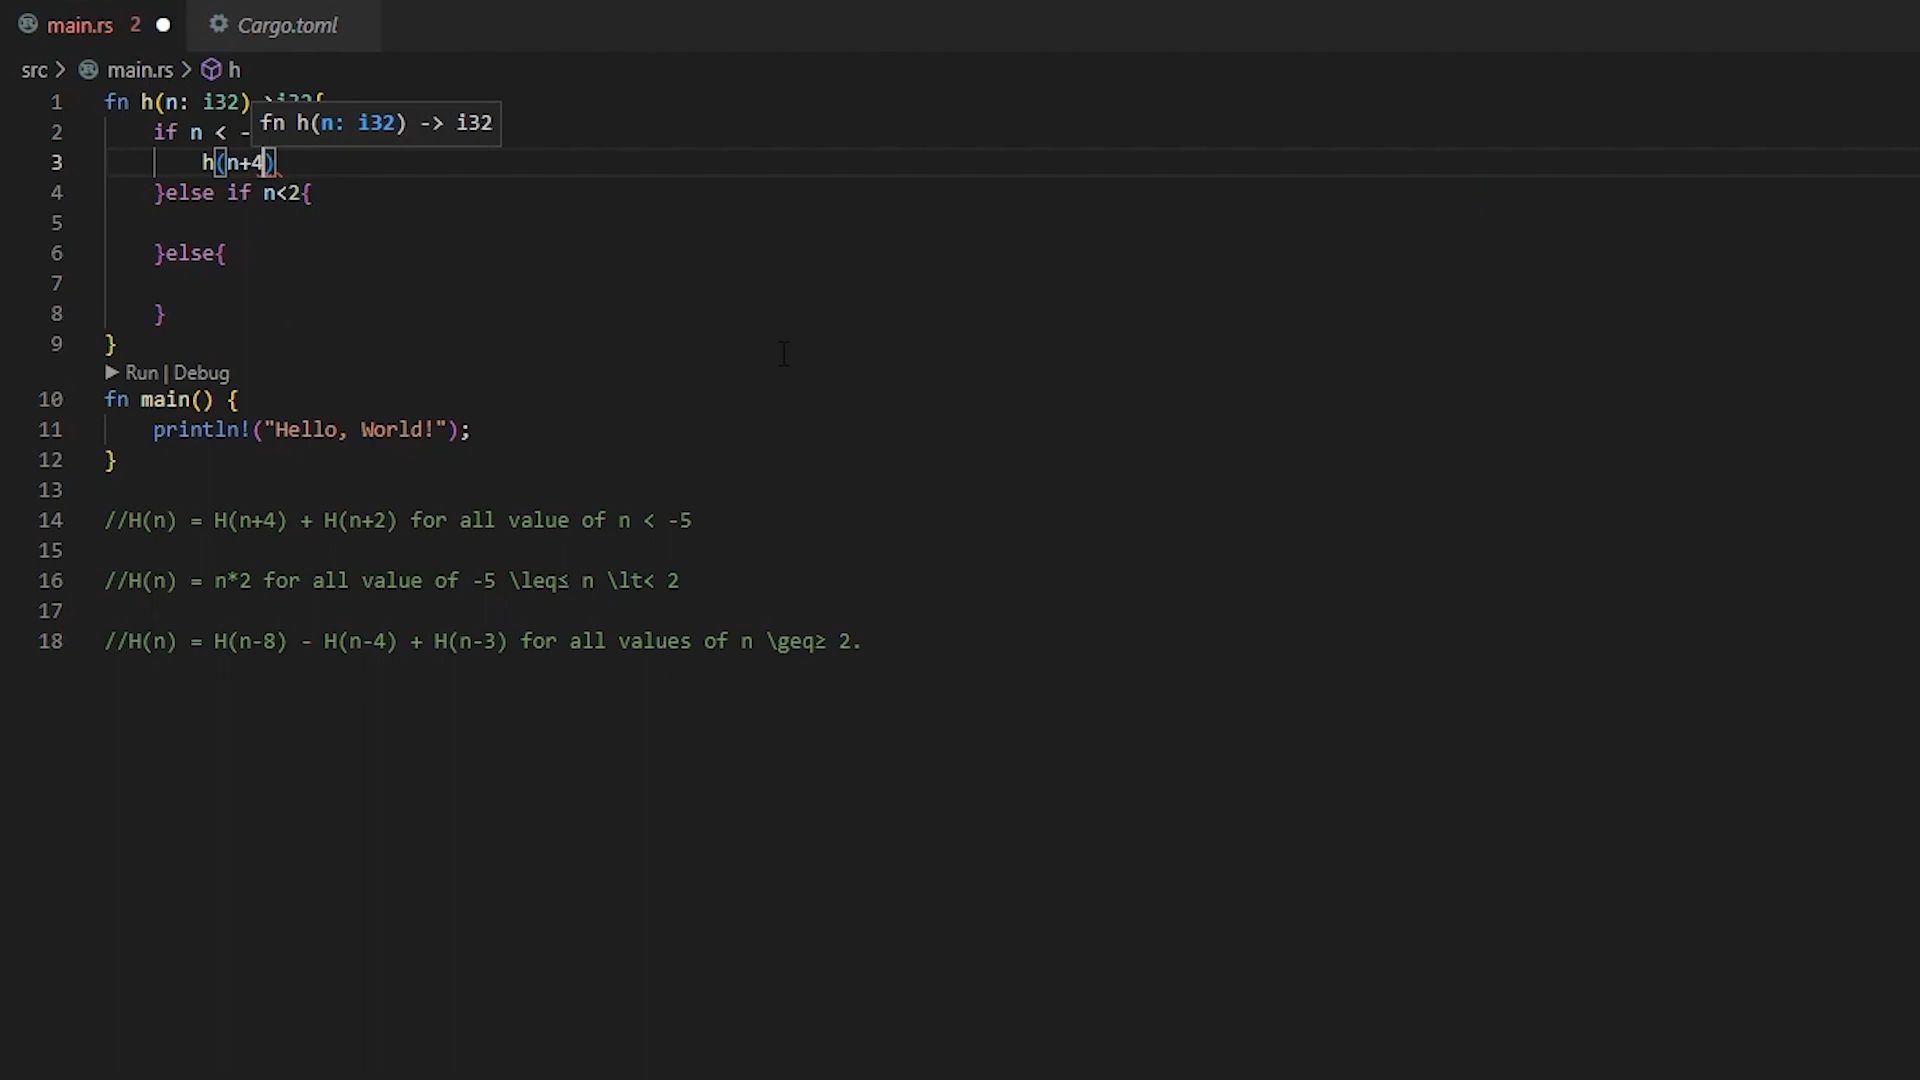 main.rs 2 Cargo.toml
src > main.rs > h
1 fn h(n: i32)
fn h(n: i32) -> i32
2 if n < -
3 h(n+4)
4 }else if n<2{
5
6 }else{
7
8 }
9 }
Run | Debug
10 fn main() {
11 println!("Hello, World!");
12 }
13
14 //H(n) = H(n+4) + H(n+2) for all value of n < -5
15
16 //H(n) = n*2 for all value of -5 \leq≤ n \lt< 2
17
18 //H(n) = H(n-8) - H(n-4) + H(n-3) for all values of n \geq≥ 2.